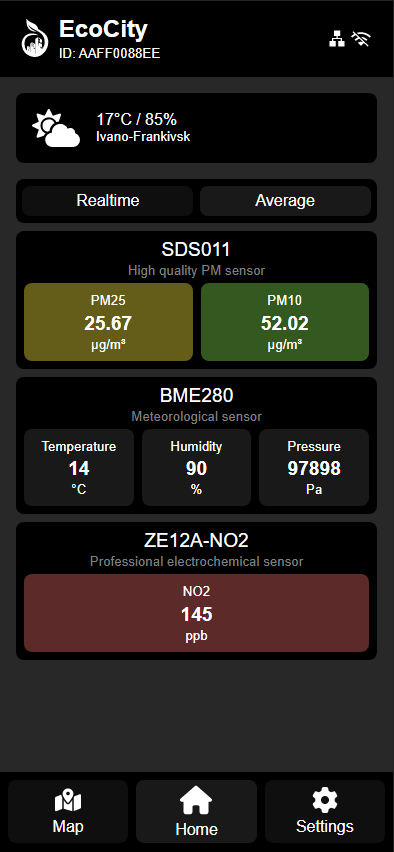 EcoCity
ID: AAFF0088EE
17°C / 85%
Ivano-Frankivsk
Realtime Average
SDS011
High quality PM sensor
PM25 PM10
25.67 52.02
µg/m³ µg/m³
BME280
Meteorological sensor
Temperature Humidity Pressure
14 90 97898
°C % Pa
ZE12A-NO2
Professional electrochemical sensor
NO2
145
ppb
Map Home Settings